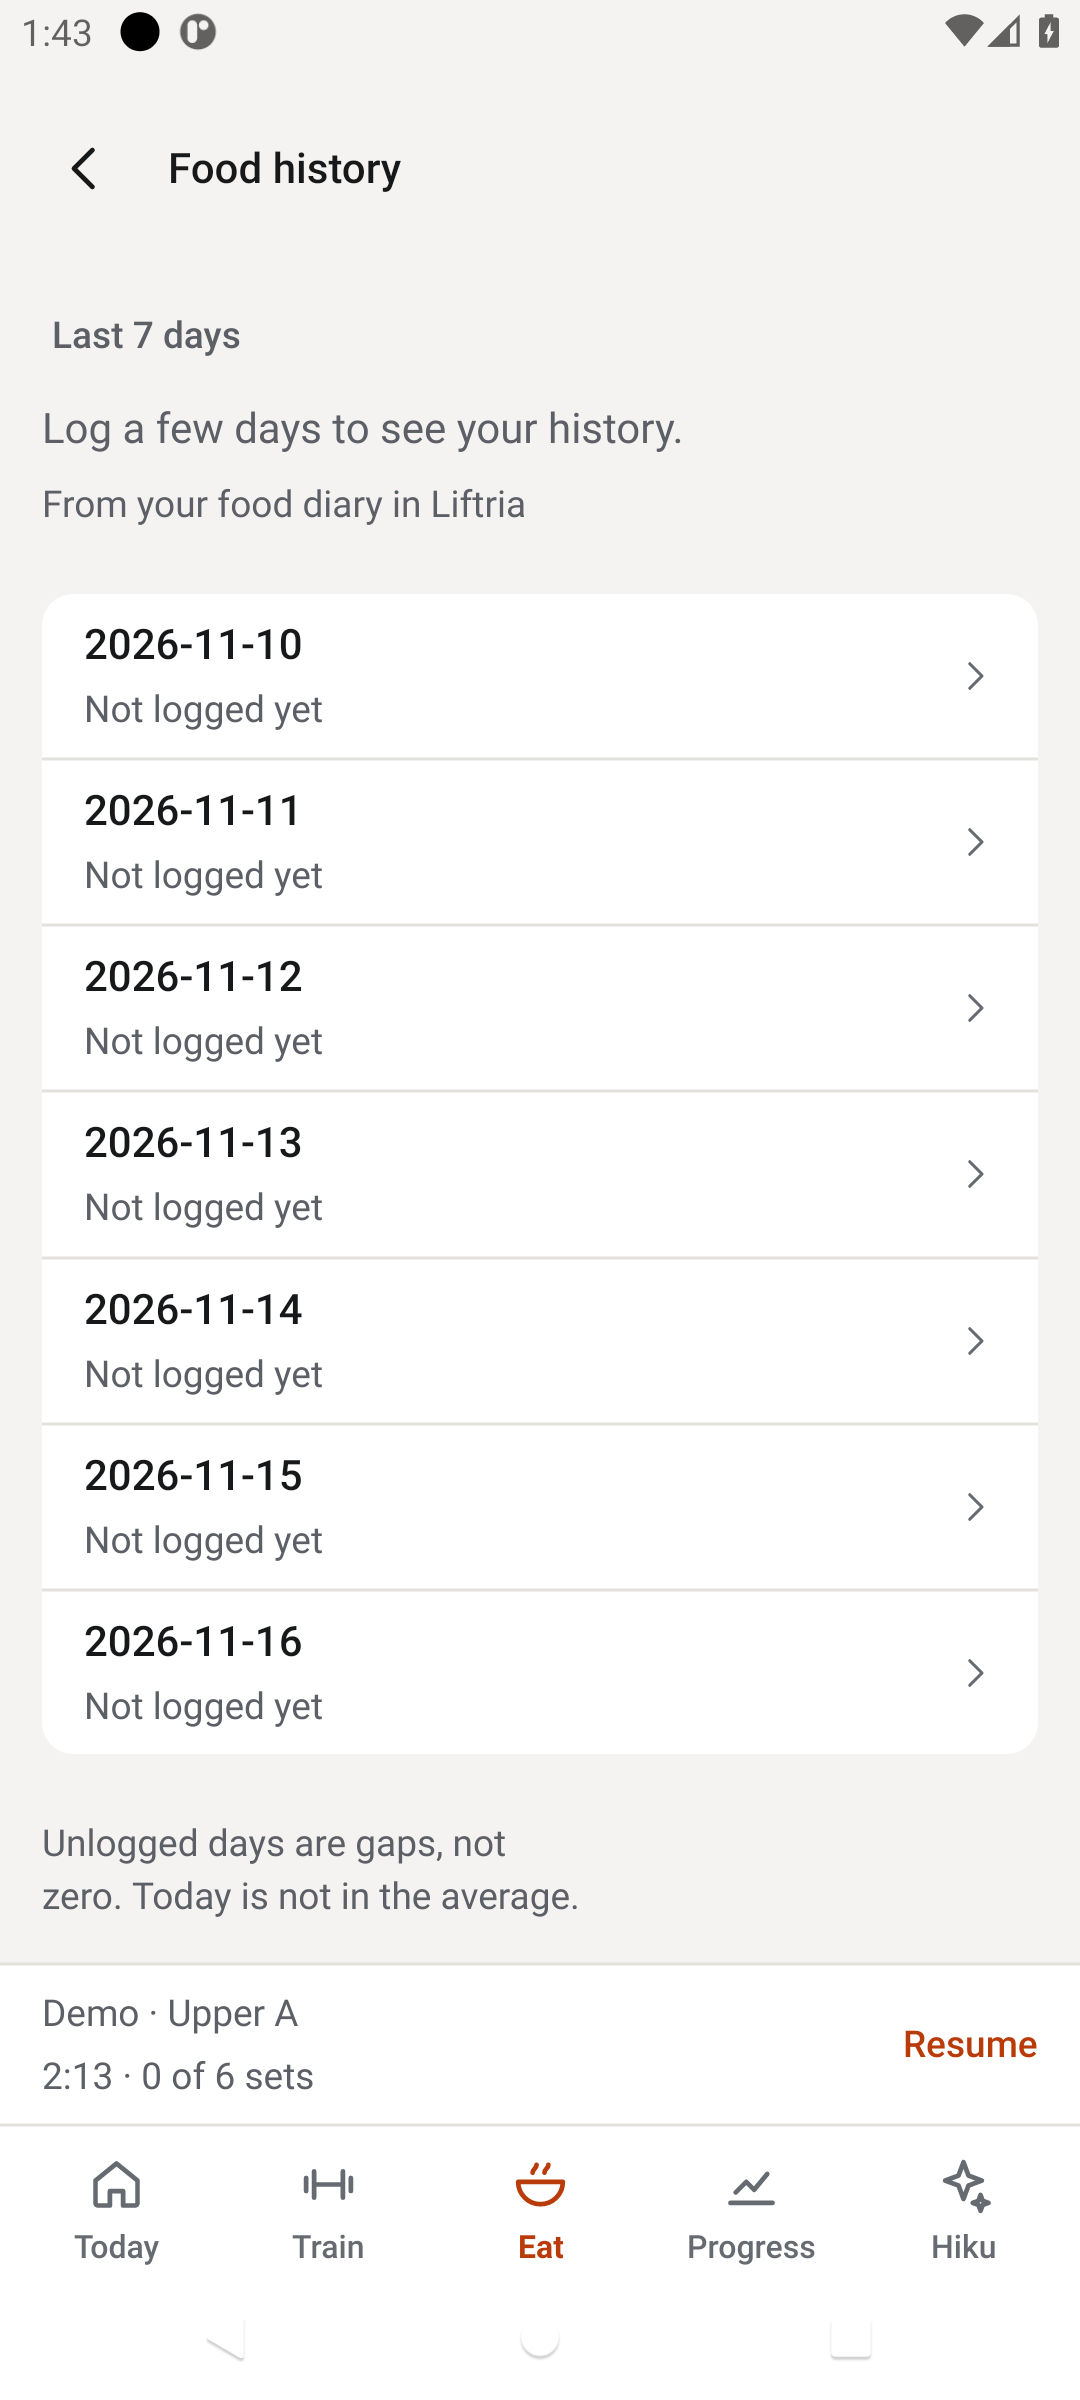 1:43
Food history
Last 7 days
Log a few days to see your history.
From your food diary in Liftria
2026-11-10
Not logged yet
2026-11-11
Not logged yet
2026-11-12
Not logged yet
2026-11-13
Not logged yet
2026-11-14
Not logged yet
2026-11-15
Not logged yet
2026-11-16
Not logged yet
Unlogged days are gaps, not
zero. Today is not in the average.
Demo · Upper A
2:13 · 0 of 6 sets
Resume
Today
Train
Eat
Progress
Hiku